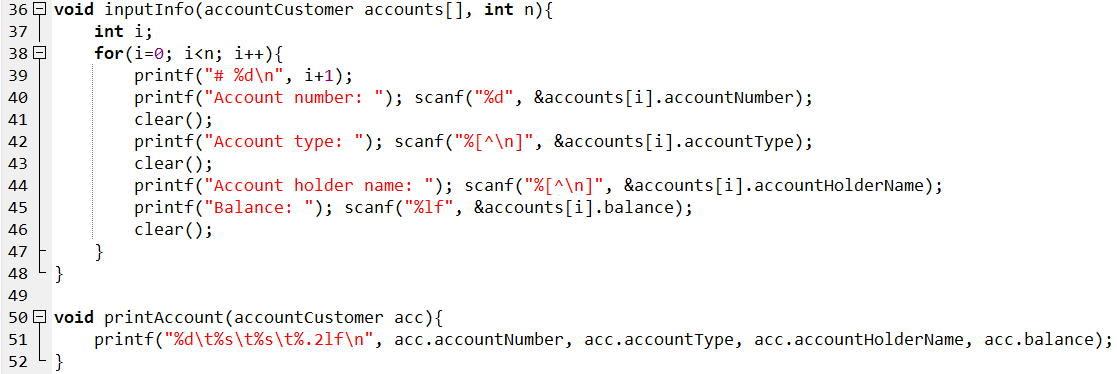 36 void inputInfo(accountCustomer accounts[], int n){
37     int i;
38     for(i=0; i<n; i++){
39         printf("# %d\n", i+1);
40         printf("Account number: "); scanf("%d", &accounts[i].accountNumber);
41         clear();
42         printf("Account type: "); scanf("%[^\n]", &accounts[i].accountType);
43         clear();
44         printf("Account holder name: "); scanf("%[^\n]", &accounts[i].accountHolderName);
45         printf("Balance: "); scanf("%lf", &accounts[i].balance);
46         clear();
47     }
48 }
49
50 void printAccount(accountCustomer acc){
51     printf("%d\t%s\t%s\t%.2lf\n", acc.accountNumber, acc.accountType, acc.accountHolderName, acc.balance);
52 }